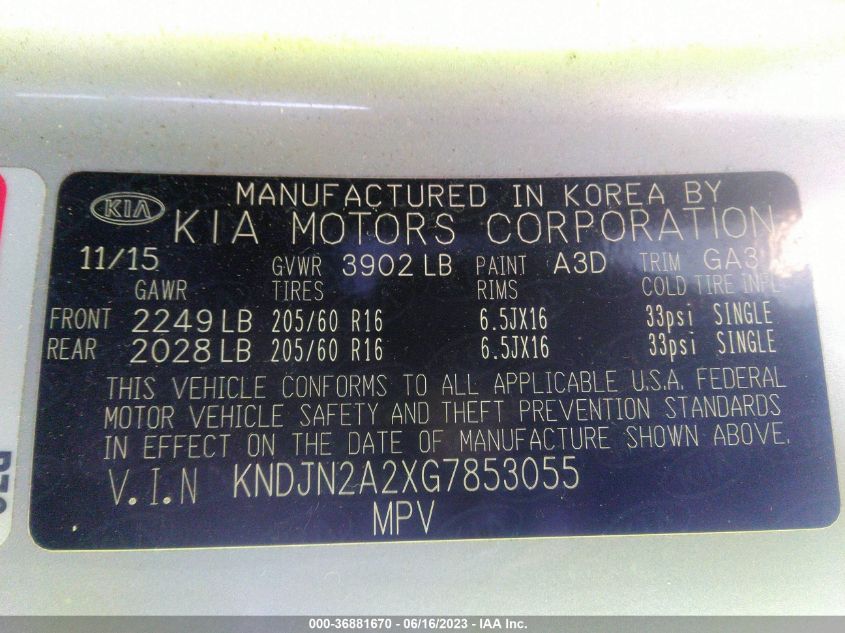 MANUFACTURED IN KOREA BY
KIA KIA MOTORS CORPORATION
11/15 GVWR 3902 LB PAINT A3D TRIM GA3
GAWR TIRES RIMS COLD TIRE INFL
FRONT 2249 LB 205/60 R16 6.5JX16 33psi SINGLE
REAR 2028 LB 205/60 R16 6.5JX16 33psi SINGLE
THIS VEHICLE CONFORMS TO ALL APPLICABLE U.S.A. FEDERAL
MOTOR VEHICLE SAFETY AND THEFT PREVENTION STANDARDS
IN EFFECT ON THE DATE OF MANUFACTURE SHOWN ABOVE.
V.I.N KNDJN2A2XG7853055
MPV
000-36881670 - 06/16/2023 - IAA Inc.